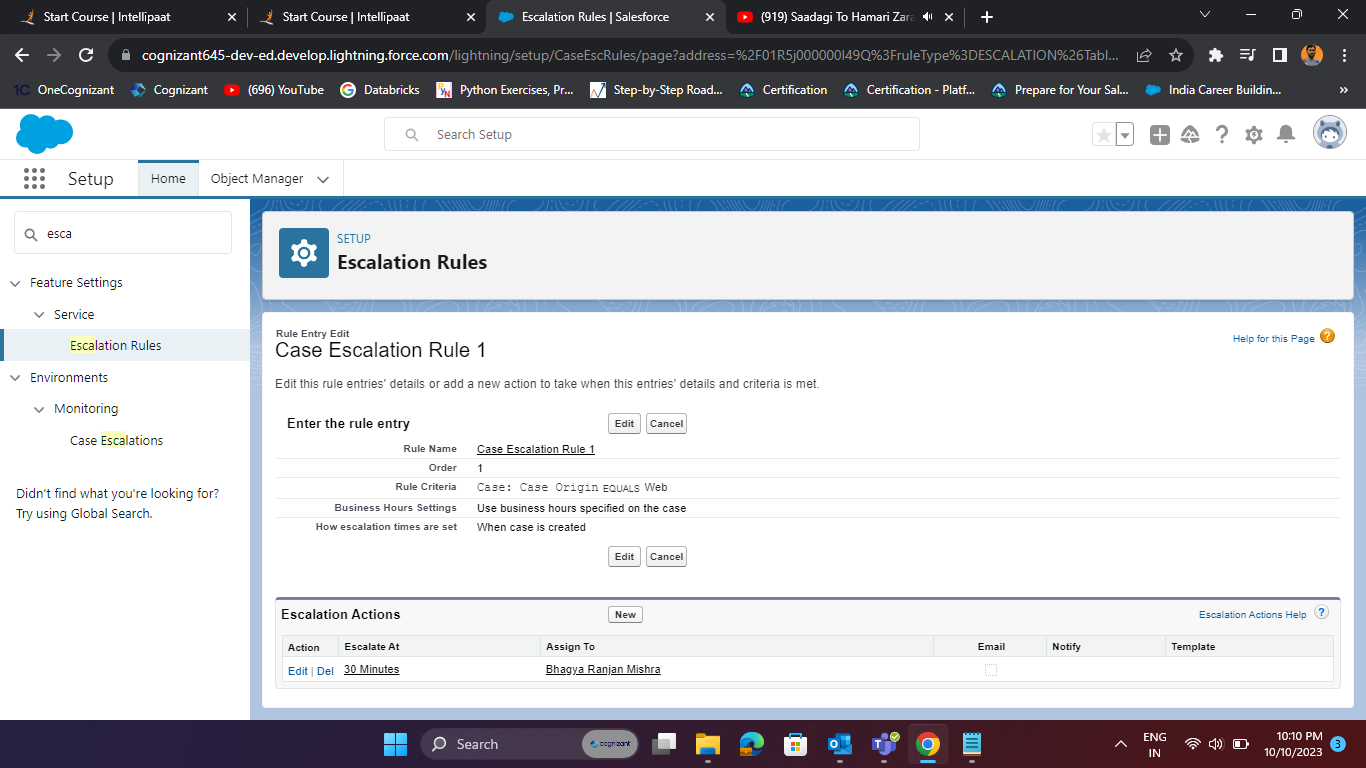 Start Course | Intellipaat
Start Course | Intellipaat
Escalation Rules | Salesforce
(919) Saadagi To Hamari Zara
cognizant645-dev-ed.develop.lightning.force.com/lightning/setup/CaseEscRules/page?address=%2F01R5j000000I49Q%3FruleType%3DESCALATION%26Tabl...
1C OneCognizant
Cognizant
(696) YouTube
Databricks
Python Exercises, Pr...
Step-by-Step Road...
Certification
Certification - Platf...
Prepare for Your Sal...
India Career Buildin...
»
Search Setup
Setup
Home
Object Manager
esca
Feature Settings
Service
Escalation Rules
Environments
Monitoring
Case Escalations
Didn't find what you're looking for?
Try using Global Search.
SETUP
Escalation Rules
Rule Entry Edit
Case Escalation Rule 1
Help for this Page ?
Edit this rule entries' details or add a new action to take when this entries' details and criteria is met.
Enter the rule entry Edit Cancel
Rule Name Case Escalation Rule 1
Order 1
Rule Criteria Case: Case Origin EQUALS Web
Business Hours Settings Use business hours specified on the case
How escalation times are set When case is created
Edit Cancel
Escalation Actions New Escalation Actions Help ?
Action Escalate At Assign To Email Notify Template
Edit | Del 30 Minutes Bhagya Ranjan Mishra
Search
cognizant
ENG
IN
10:10 PM
10/10/2023
3